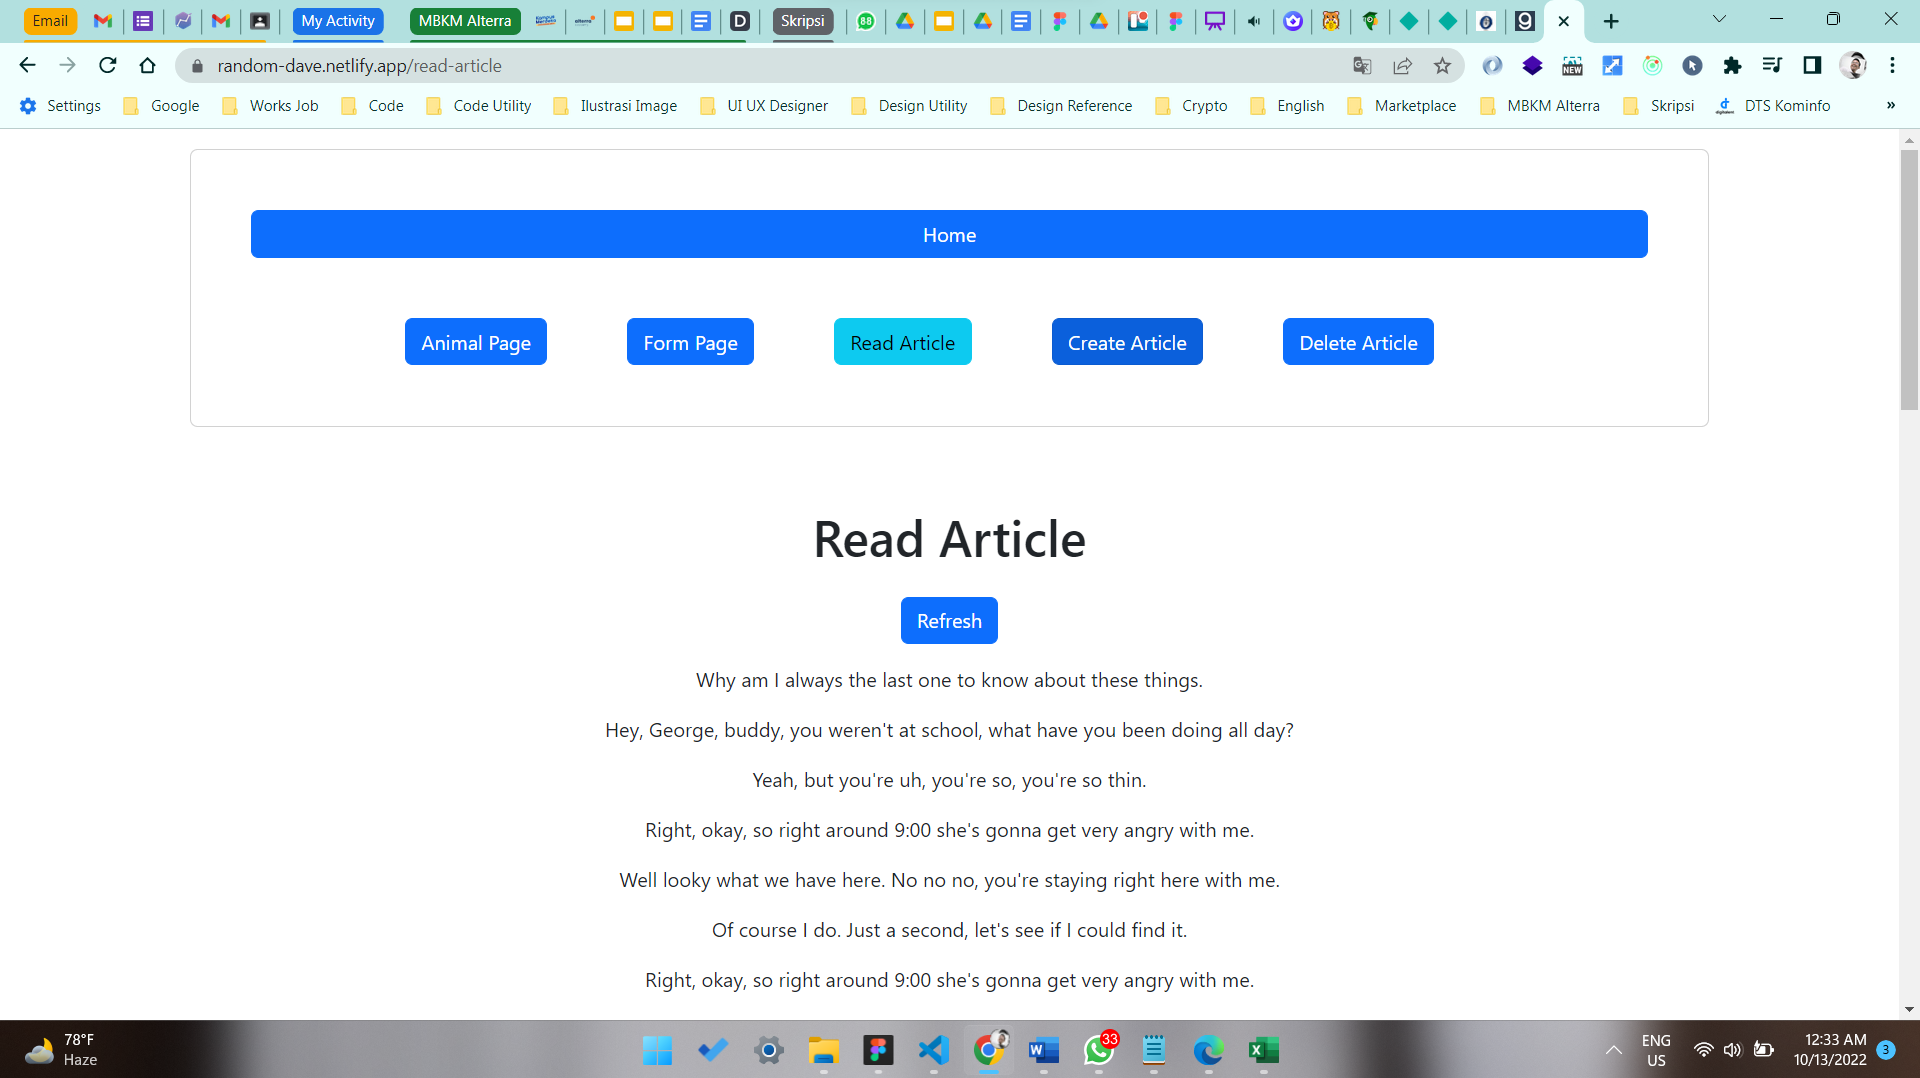 Email
My Activity
MBKM Alterra
Skripsi
88
random-dave.netlify.app/read-article
NEW
Settings
Google
Works Job
Code
Code Utility
Ilustrasi Image
UI UX Designer
Design Utility
Design Reference
Crypto
English
Marketplace
MBKM Alterra
Skripsi
DTS Kominfo
»
Home
Animal Page
Form Page
Read Article
Create Article
Delete Article
Read Article
Refresh
Why am I always the last one to know about these things.
Hey, George, buddy, you weren't at school, what have you been doing all day?
Yeah, but you're uh, you're so, you're so thin.
Right, okay, so right around 9:00 she's gonna get very angry with me.
Well looky what we have here. No no no, you're staying right here with me.
Of course I do. Just a second, let's see if I could find it.
Right, okay, so right around 9:00 she's gonna get very angry with me.
78°F
Haze
33
ENG
US
12:33 AM
10/13/2022
3